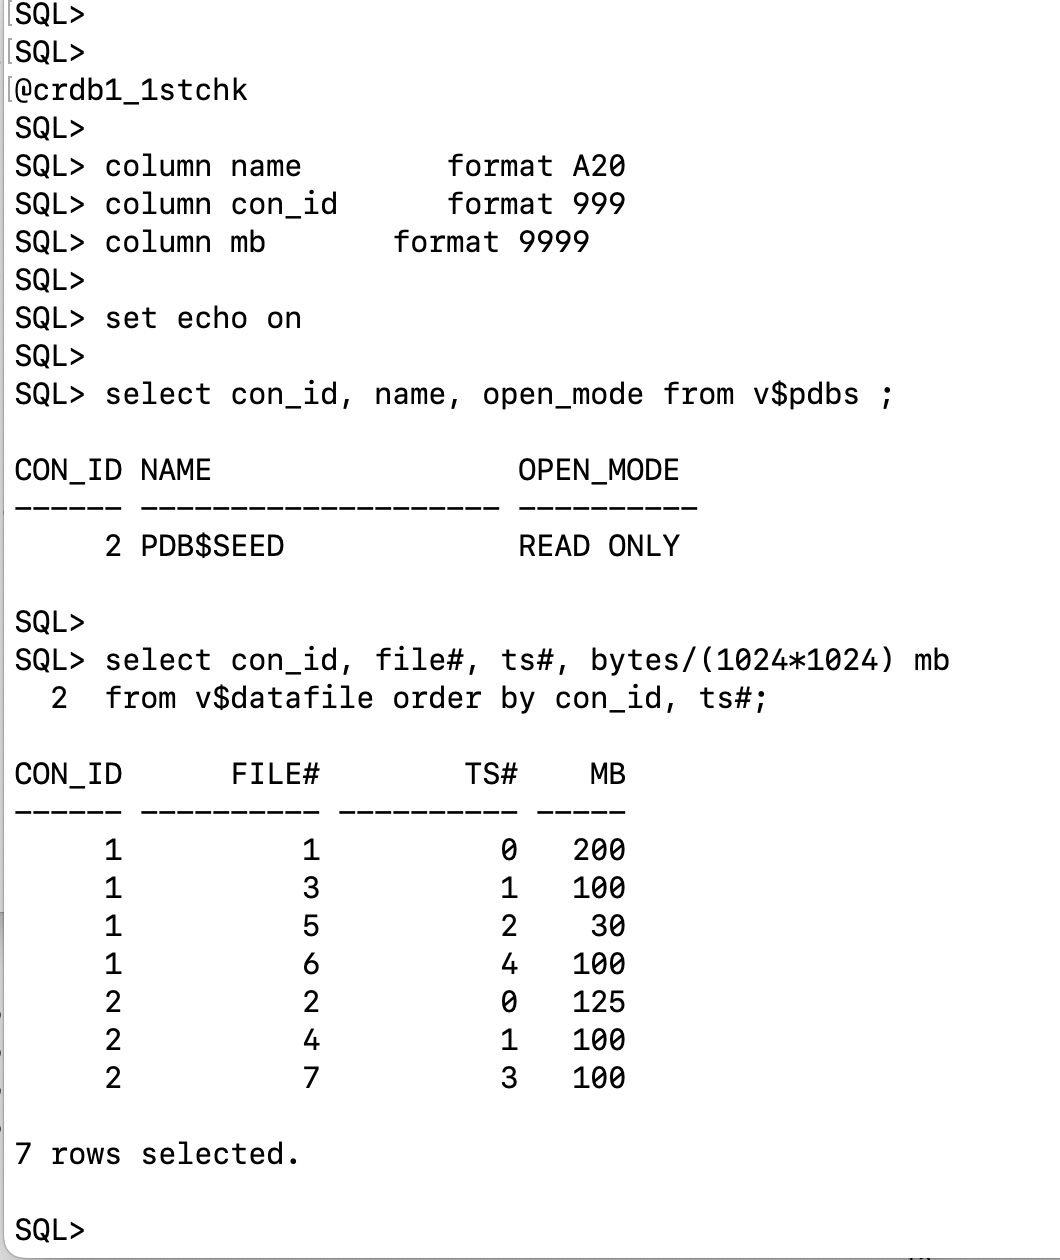 SQL>
SQL>
@crdb1_1stchk
SQL>
SQL> column name        format A20
SQL> column con_id      format 999
SQL> column mb       format 9999
SQL>
SQL> set echo on
SQL>
SQL> select con_id, name, open_mode from v$pdbs ;

CON_ID NAME                 OPEN_MODE
------ -------------------- ----------
     2 PDB$SEED             READ ONLY

SQL>
SQL> select con_id, file#, ts#, bytes/(1024*1024) mb
  2  from v$datafile order by con_id, ts#;

CON_ID      FILE#        TS#    MB
------ ---------- ---------- -----
     1          1          0   200
     1          3          1   100
     1          5          2    30
     1          6          4   100
     2          2          0   125
     2          4          1   100
     2          7          3   100

7 rows selected.

SQL>